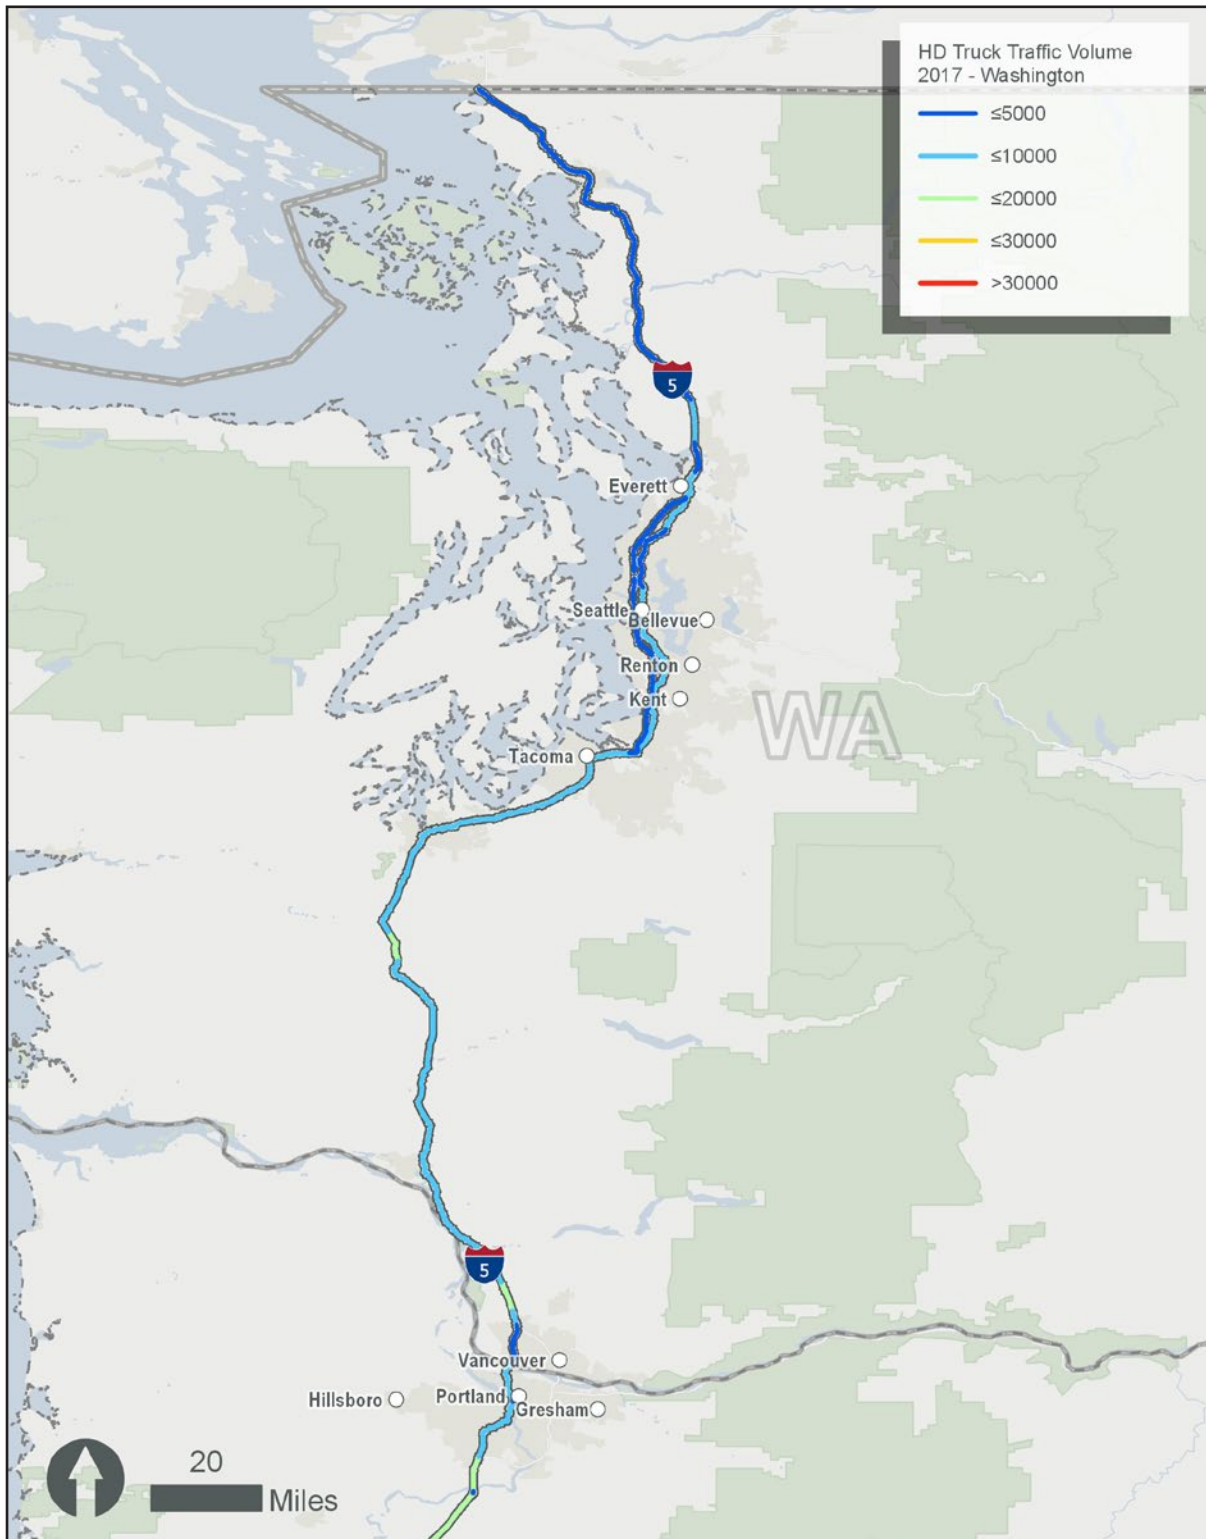 HD Truck Traffic Volume
2017 - Washington
≤5000
≤10000
≤20000
≤30000
>30000
5
Everett
Seattle
Bellevue
Renton
Kent
WA
Tacoma
5
Vancouver
Hillsboro
Portland
Gresham
20
Miles